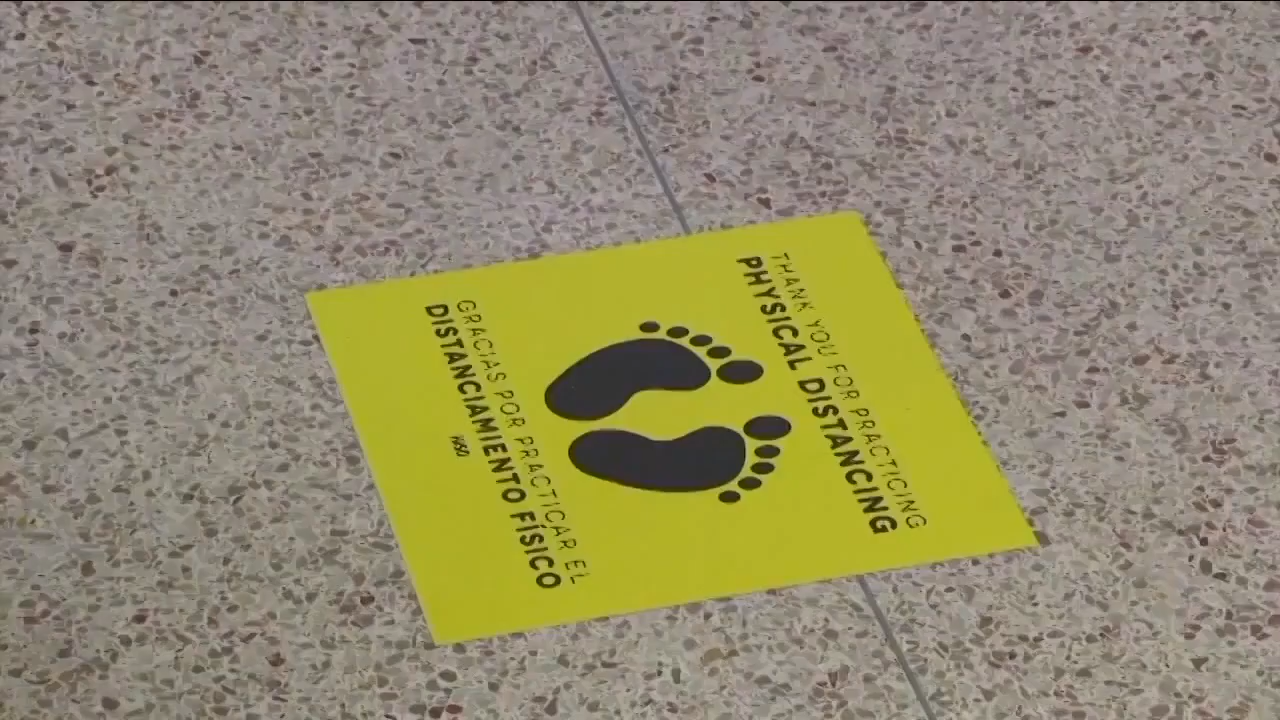 THANK YOU FOR PRACTICING
PHYSICAL DISTANCING
GRACIAS POR PRACTICAR EL
DISTANCIAMIENTO FÍSICO